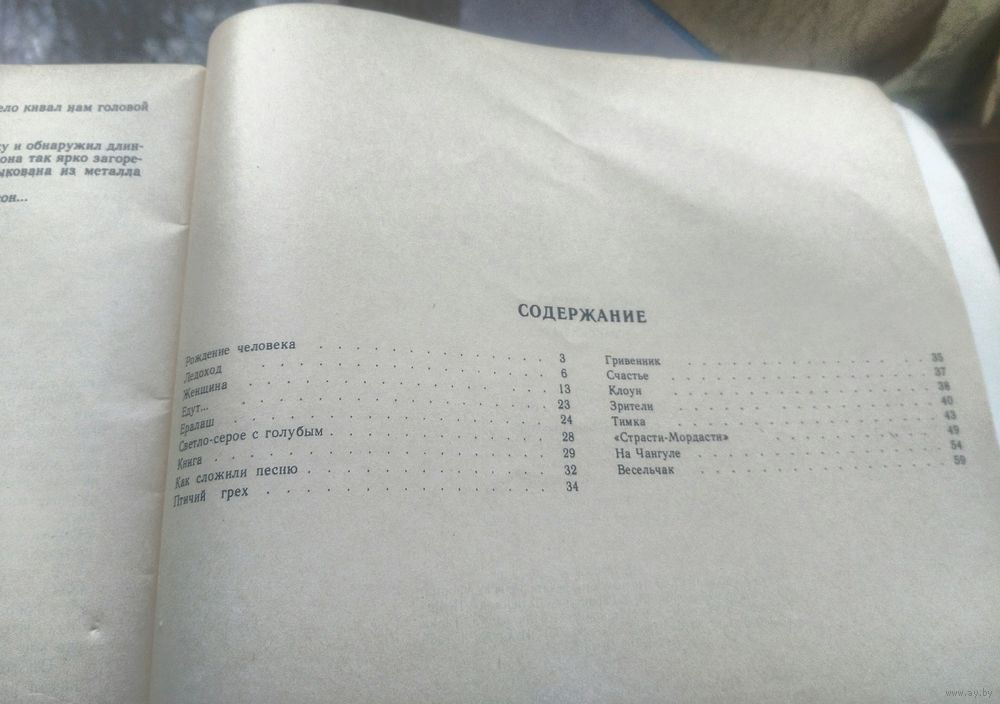 ело кивал нам головой
у и обнаружил длин-
она так ярко загоре-
ыкована из металла
он...
СОДЕРЖАНИЕ
Рождение человека 3
Ледоход 6
Женщина 13
Едут... 23
Ералаш 24
Светло-серое с голубым 28
Книга 29
Как сложили песню 32
Птичий грех 34
Гривенник 35
Счастье 37
Клоун 38
Зрители 40
Тимка 43
«Страсти-Мордасти» 49
На Чангуле 54
Весельчак 59
www.ay.by